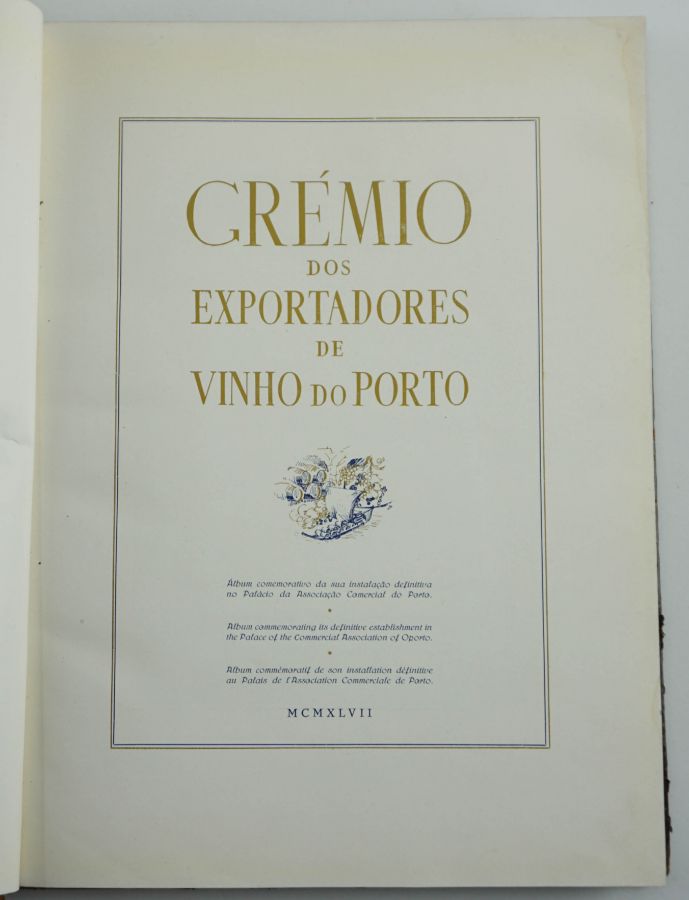 GRÉMIO
DOS
EXPORTADORES
DE
VINHO DO PORTO
Álbum comemorativo da sua instalação definitiva
no Palácio da Associação Comercial do Porto.
Album commemorating its definitive establishment in
the Palace of the Commercial Association of Oporto.
Album commémoratif de son installation définitive
au Palais de l'Association Commerciale de Porto.
MCMXLVII